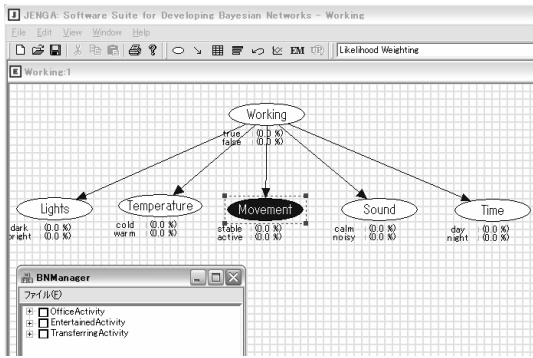 JENGA: Software Suite for Developing Bayesian Networks - Working
File Edit View Window Help
EM UP Likelihood Weighting
Working:1
Working
true (0.0 %)
false (0.0 %)
Lights
dark (0.0 %)
bright (0.0 %)
Temperature
cold (0.0 %)
warm (0.0 %)
Movement
stable (0.0 %)
active (0.0 %)
Sound
calm (0.0 %)
noisy (0.0 %)
Time
day (0.0 %)
night (0.0 %)
BNManager
ファイル(F)
OfficeActivity
EntertainedActivity
TransferringActivity